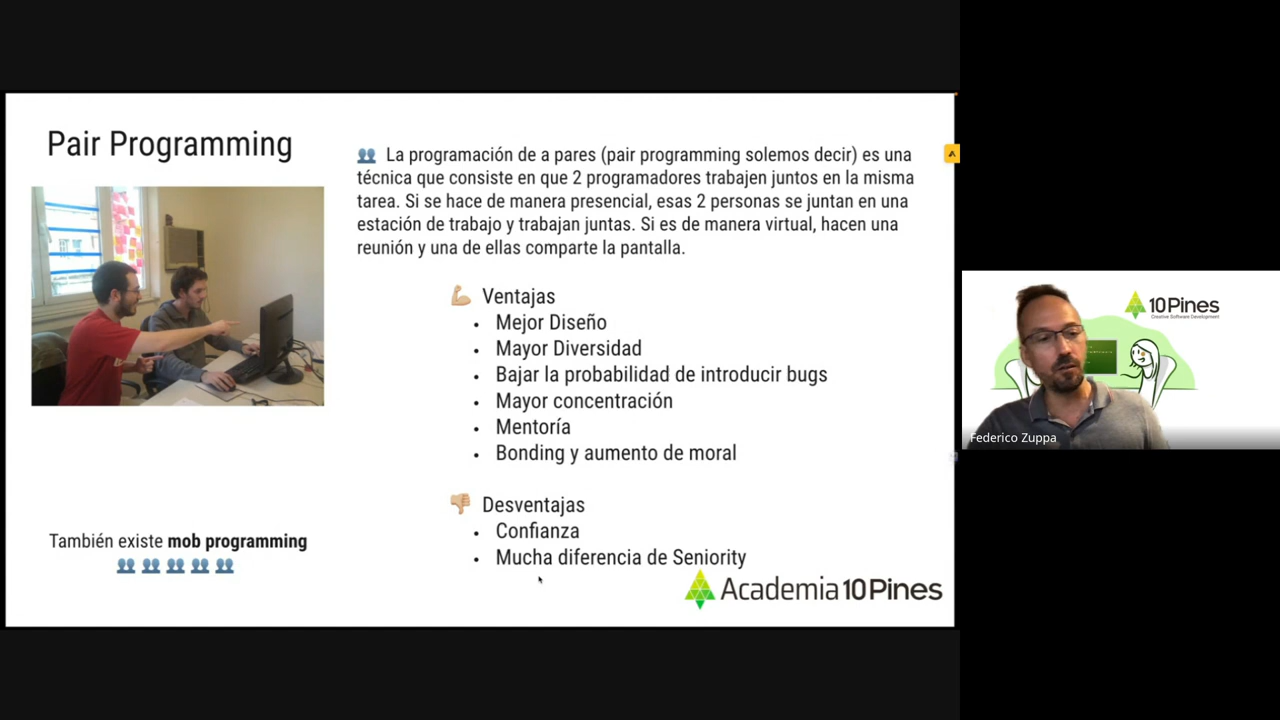 Pair Programming
👥 La programación de a pares (pair programming solemos decir) es una
técnica que consiste en que 2 programadores trabajen juntos en la misma
tarea. Si se hace de manera presencial, esas 2 personas se juntan en una
estación de trabajo y trabajan juntas. Si es de manera virtual, hacen una
reunión y una de ellas comparte la pantalla.
💪 Ventajas
• Mejor Diseño
• Mayor Diversidad
• Bajar la probabilidad de introducir bugs
• Mayor concentración
• Mentoría
• Bonding y aumento de moral
👎 Desventajas
• Confianza
• Mucha diferencia de Seniority
También existe mob programming
👥 👥 👥 👥 👥
Academia 10Pines
10Pines
Creative Software Development
Federico Zuppa